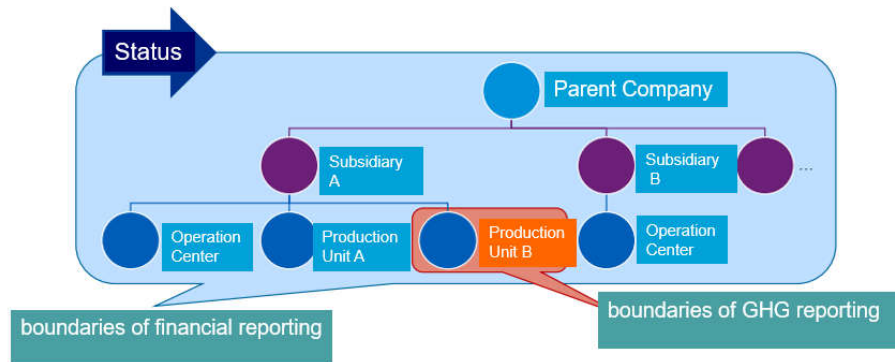 Status
Parent Company
Subsidiary
A
Subsidiary
B
...
Operation
Center
Production
Unit A
Production
Unit B
Operation
Center
boundaries of financial reporting
boundaries of GHG reporting